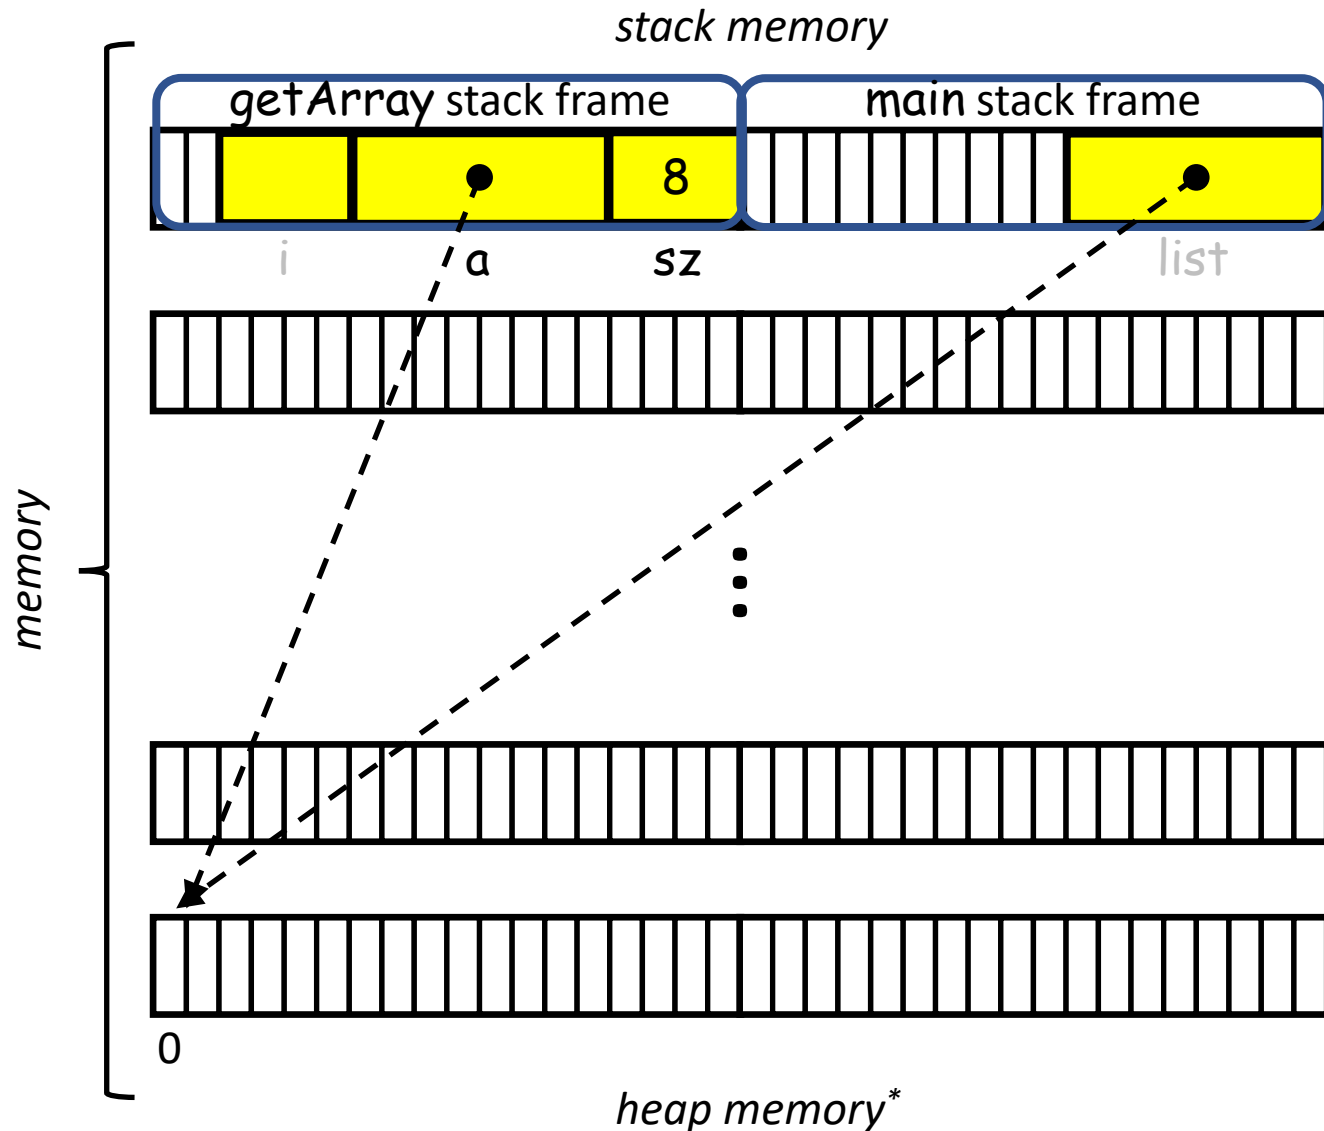 stack memory
getArray stack frame
main stack frame
8
i
a
sz
list
memory
0
heap memory*